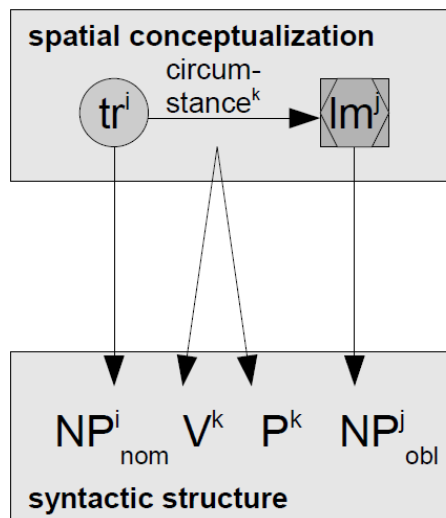 spatial conceptualization
circum-
stance^k
tr^i
lm^j
NP^i_nom V^k P^k NP^j_obl
syntactic structure